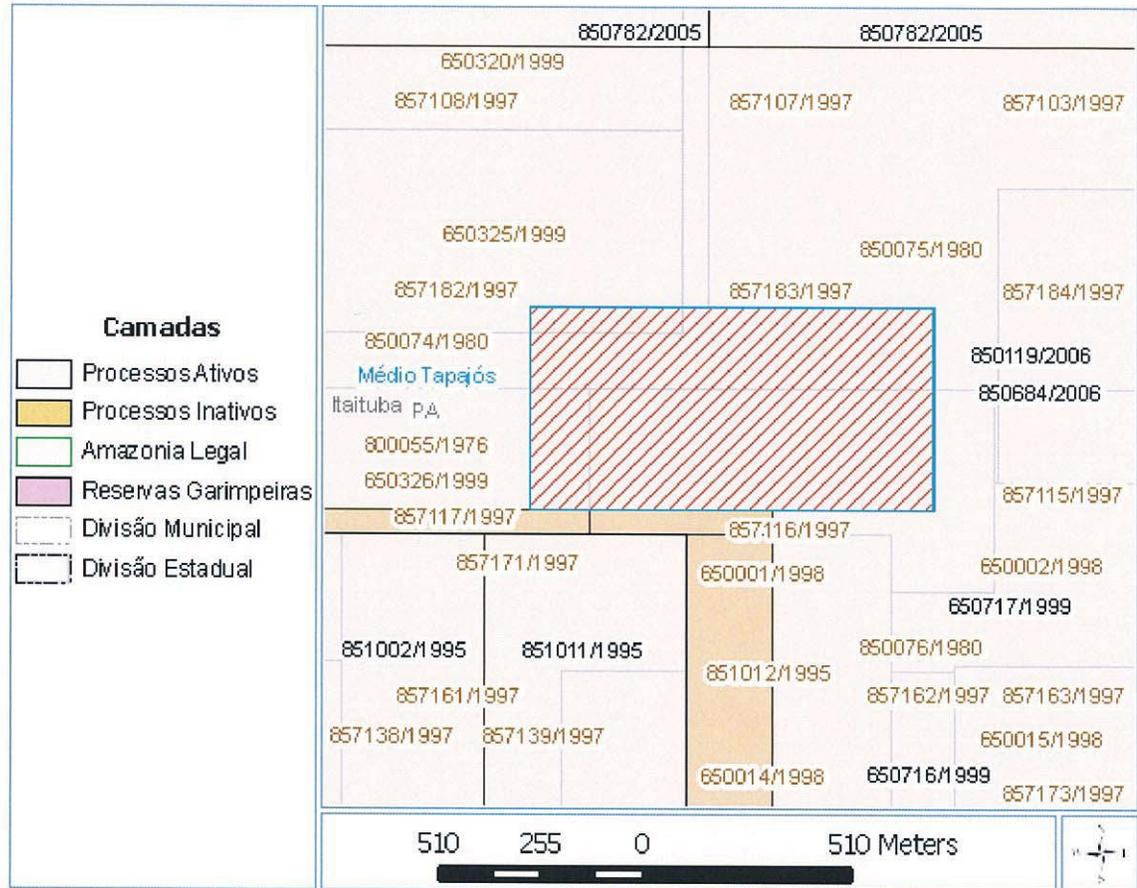 Camadas
Processos Ativos
Processos Inativos
Amazonia Legal
Reservas Garimpeiras
Divisão Municipal
Divisão Estadual
850782/2005 850782/2005
650320/1999
857108/1997 857107/1997 857103/1997
650325/1999
850075/1980
857182/1997 857183/1997 857184/1997
850074/1980
850119/2006
Médio Tapajós
850684/2006
Itaituba PA
800055/1976
650326/1999
857115/1997
857117/1997
857116/1997
857171/1997
650001/1998 650002/1998
650717/1999
851002/1995 851011/1995 850076/1980
851012/1995
857161/1997 857162/1997 857163/1997
857138/1997 857139/1997
650015/1998
650014/1998 650716/1999
857173/1997
510 255 0 510 Meters